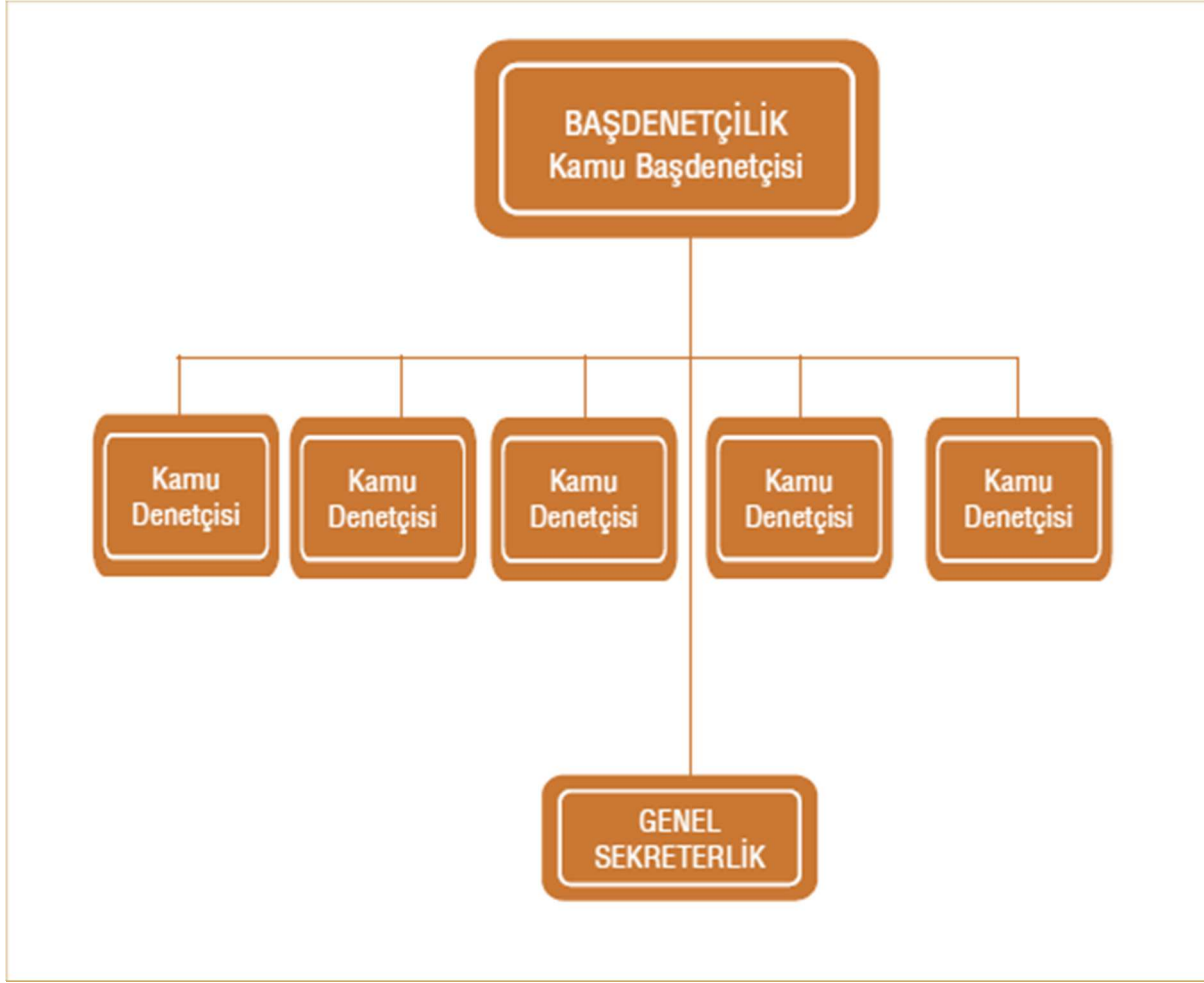 BAŞDENETÇİLİK
Kamu Başdenetçisi
Kamu
Denetçisi
Kamu
Denetçisi
Kamu
Denetçisi
Kamu
Denetçisi
Kamu
Denetçisi
GENEL
SEKRETERLİK